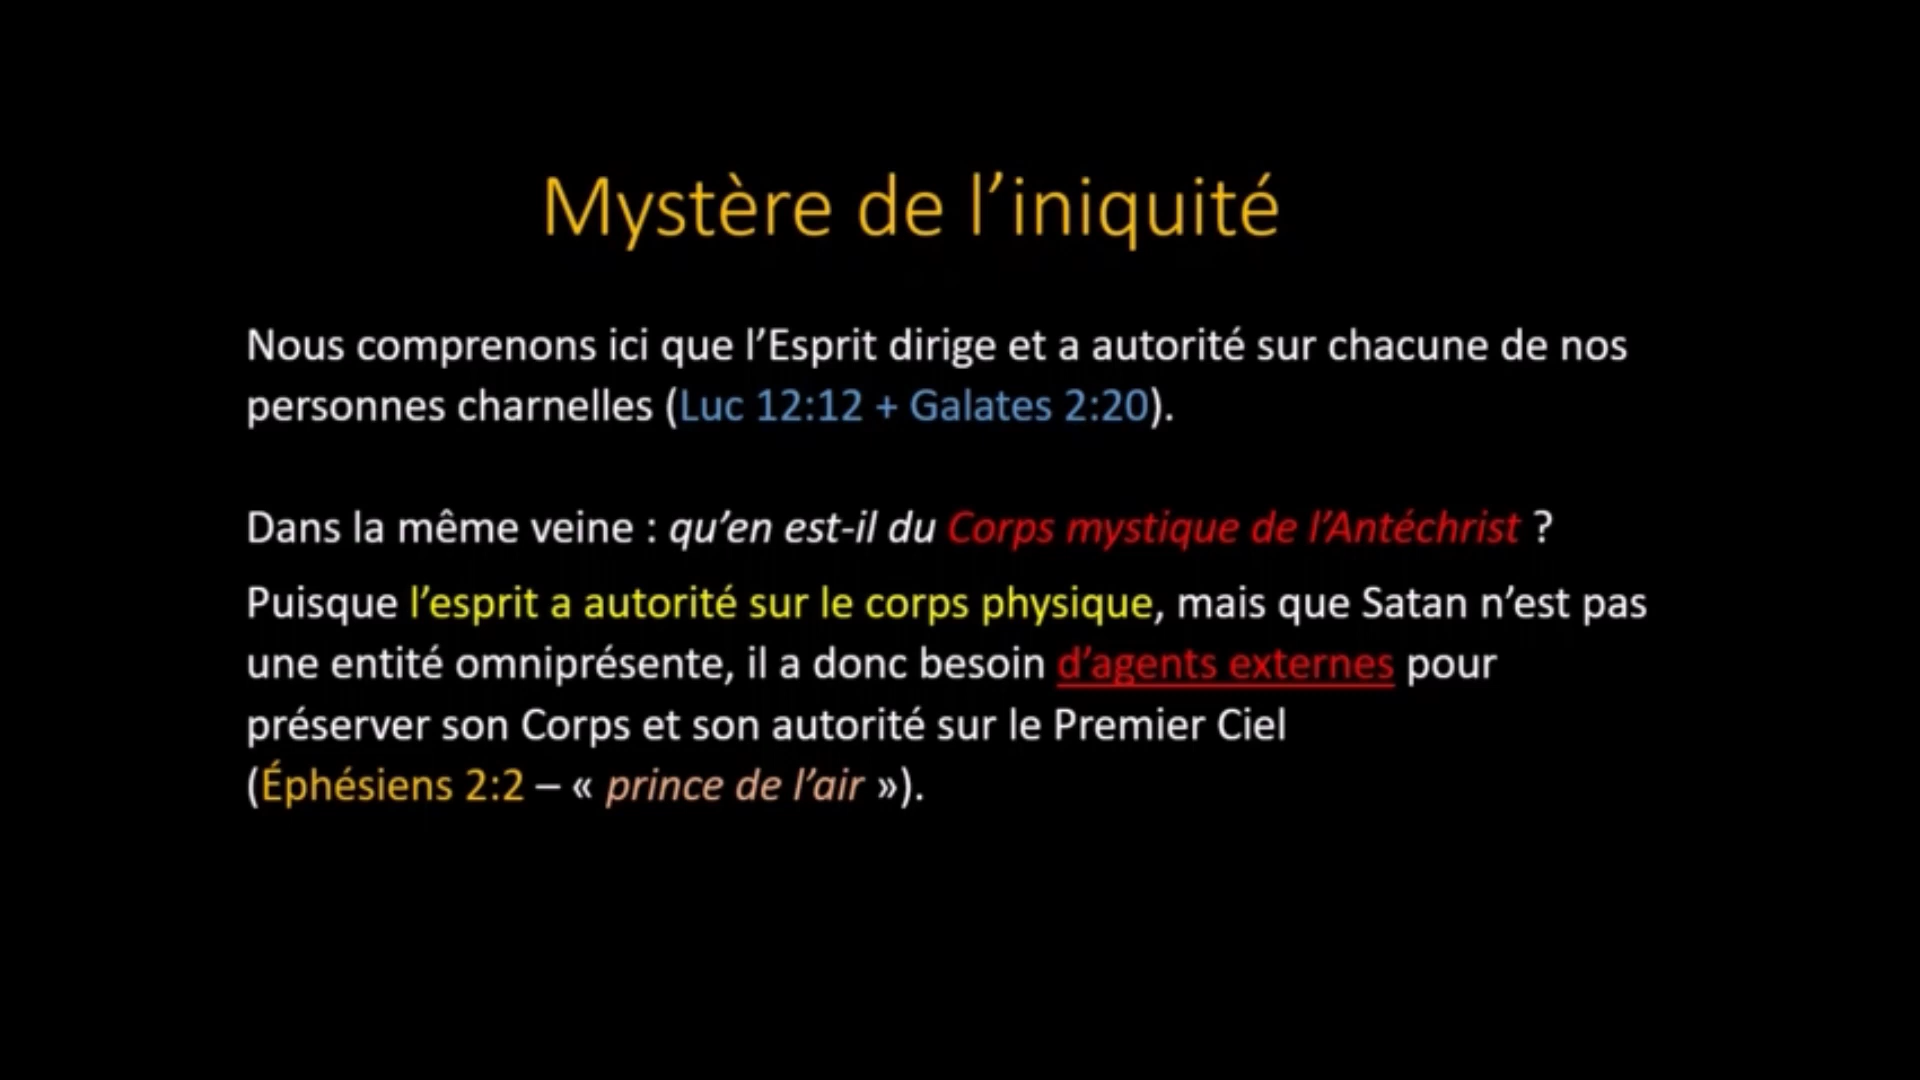 Mystère de l’iniquité
Nous comprenons ici que l’Esprit dirige et a autorité sur chacune de nos
personnes charnelles (Luc 12:12 + Galates 2:20).
Dans la même veine : qu’en est-il du Corps mystique de l’Antéchrist ?
Puisque l’esprit a autorité sur le corps physique, mais que Satan n’est pas
une entité omniprésente, il a donc besoin d’agents externes pour
préserver son Corps et son autorité sur le Premier Ciel
(Éphésiens 2:2 – « prince de l’air »).